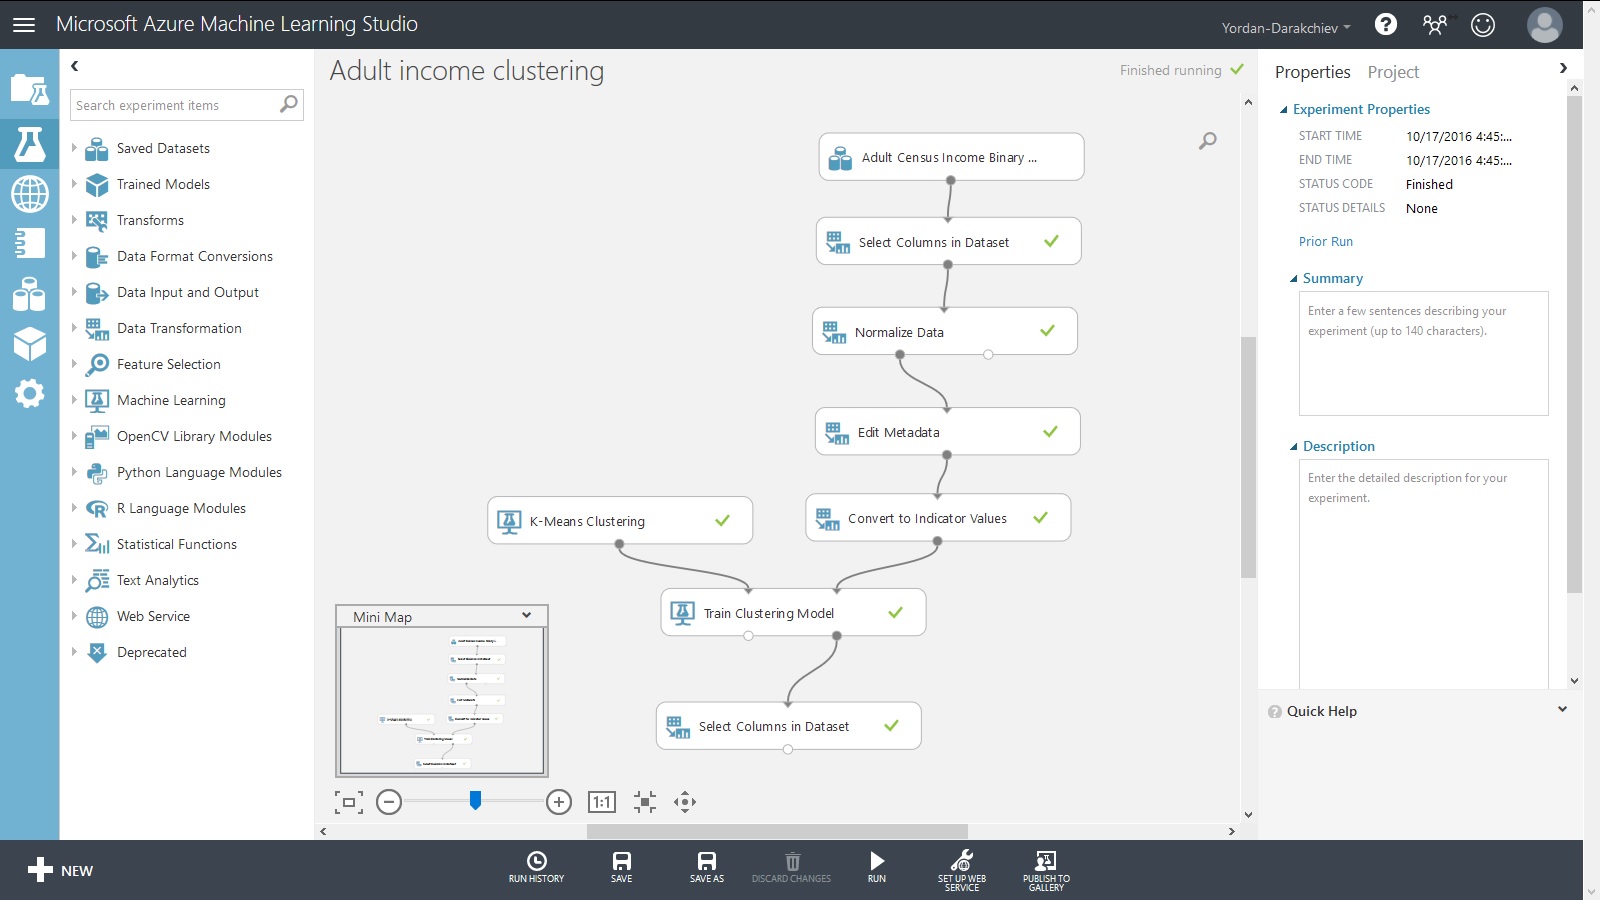 Microsoft Azure Machine Learning Studio
Yordan-Darakchiev
Search experiment items
Saved Datasets
Trained Models
Transforms
Data Format Conversions
Data Input and Output
Data Transformation
Feature Selection
Machine Learning
OpenCV Library Modules
Python Language Modules
R Language Modules
Statistical Functions
Text Analytics
Web Service
Deprecated
Adult income clustering
Finished running
Adult Census Income Binary ...
Select Columns in Dataset
Normalize Data
Edit Metadata
K-Means Clustering
Convert to Indicator Values
Train Clustering Model
Select Columns in Dataset
Mini Map
1:1
Properties Project
Experiment Properties
START TIME 10/17/2016 4:45:...
END TIME 10/17/2016 4:45:...
STATUS CODE Finished
STATUS DETAILS None
Prior Run
Summary
Enter a few sentences describing your
experiment (up to 140 characters).
Description
Enter the detailed description for your
experiment.
Quick Help
NEW
RUN HISTORY
SAVE
SAVE AS
DISCARD CHANGES
RUN
SET UP WEB
SERVICE
PUBLISH TO
GALLERY